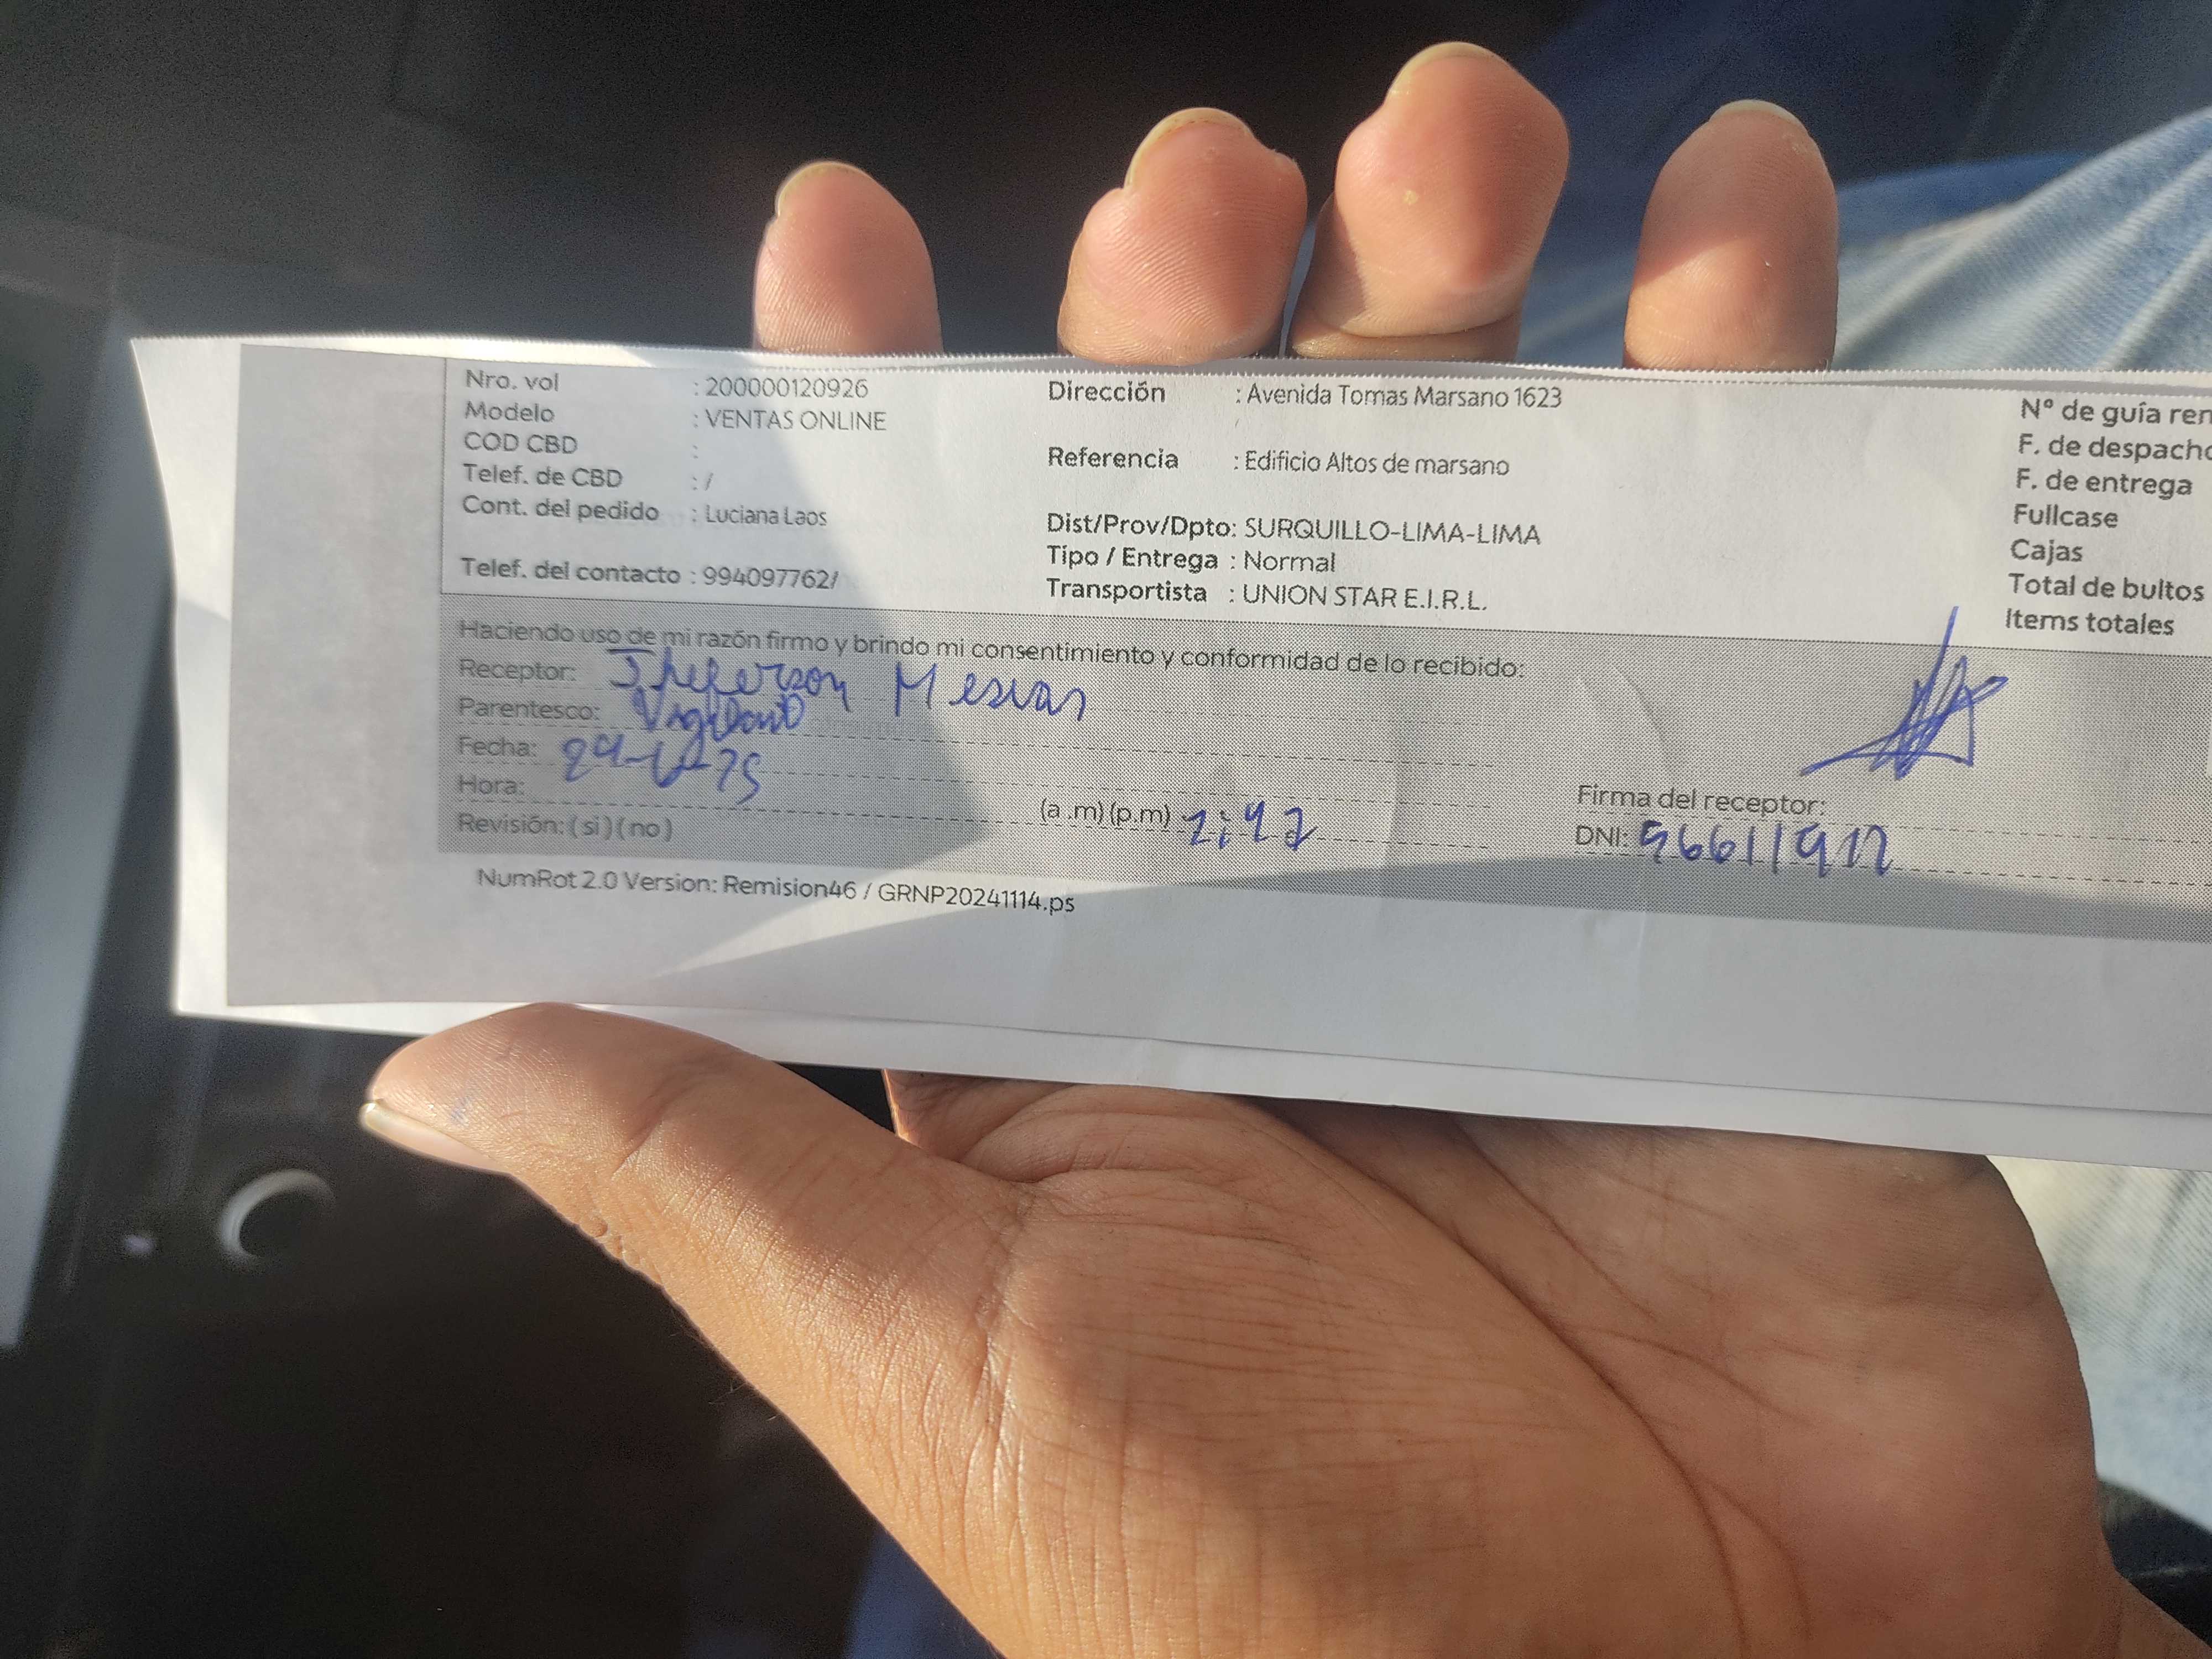 Nro. vol : 200000120926
Modelo : VENTAS ONLINE
COD CBD :
Telef. de CBD : /
Cont. del pedido : Luciana Laos
Telef. del contacto : 994097762/
Dirección : Avenida Tomas Marsano 1623
Referencia : Edificio Altos de marsano
Dist/Prov/Dpto: SURQUILLO-LIMA-LIMA
Tipo / Entrega : Normal
Transportista : UNION STAR E.I.R.L.
N° de guía
F. de despacho
F. de entrega
Fullcase
Cajas
Total de bultos
Items totales
Haciendo uso de mi razón firmo y brindo mi consentimiento y conformidad de lo recibido:
Receptor: Jheferson Mesias
Parentesco: Vigilante
Fecha:
Hora: (a .m) (p.m)
Revisión: ( si ) ( no )
Firma del receptor:
DNI:
NumRot 2.0 Version: Remision46 / GRNP20241114.ps